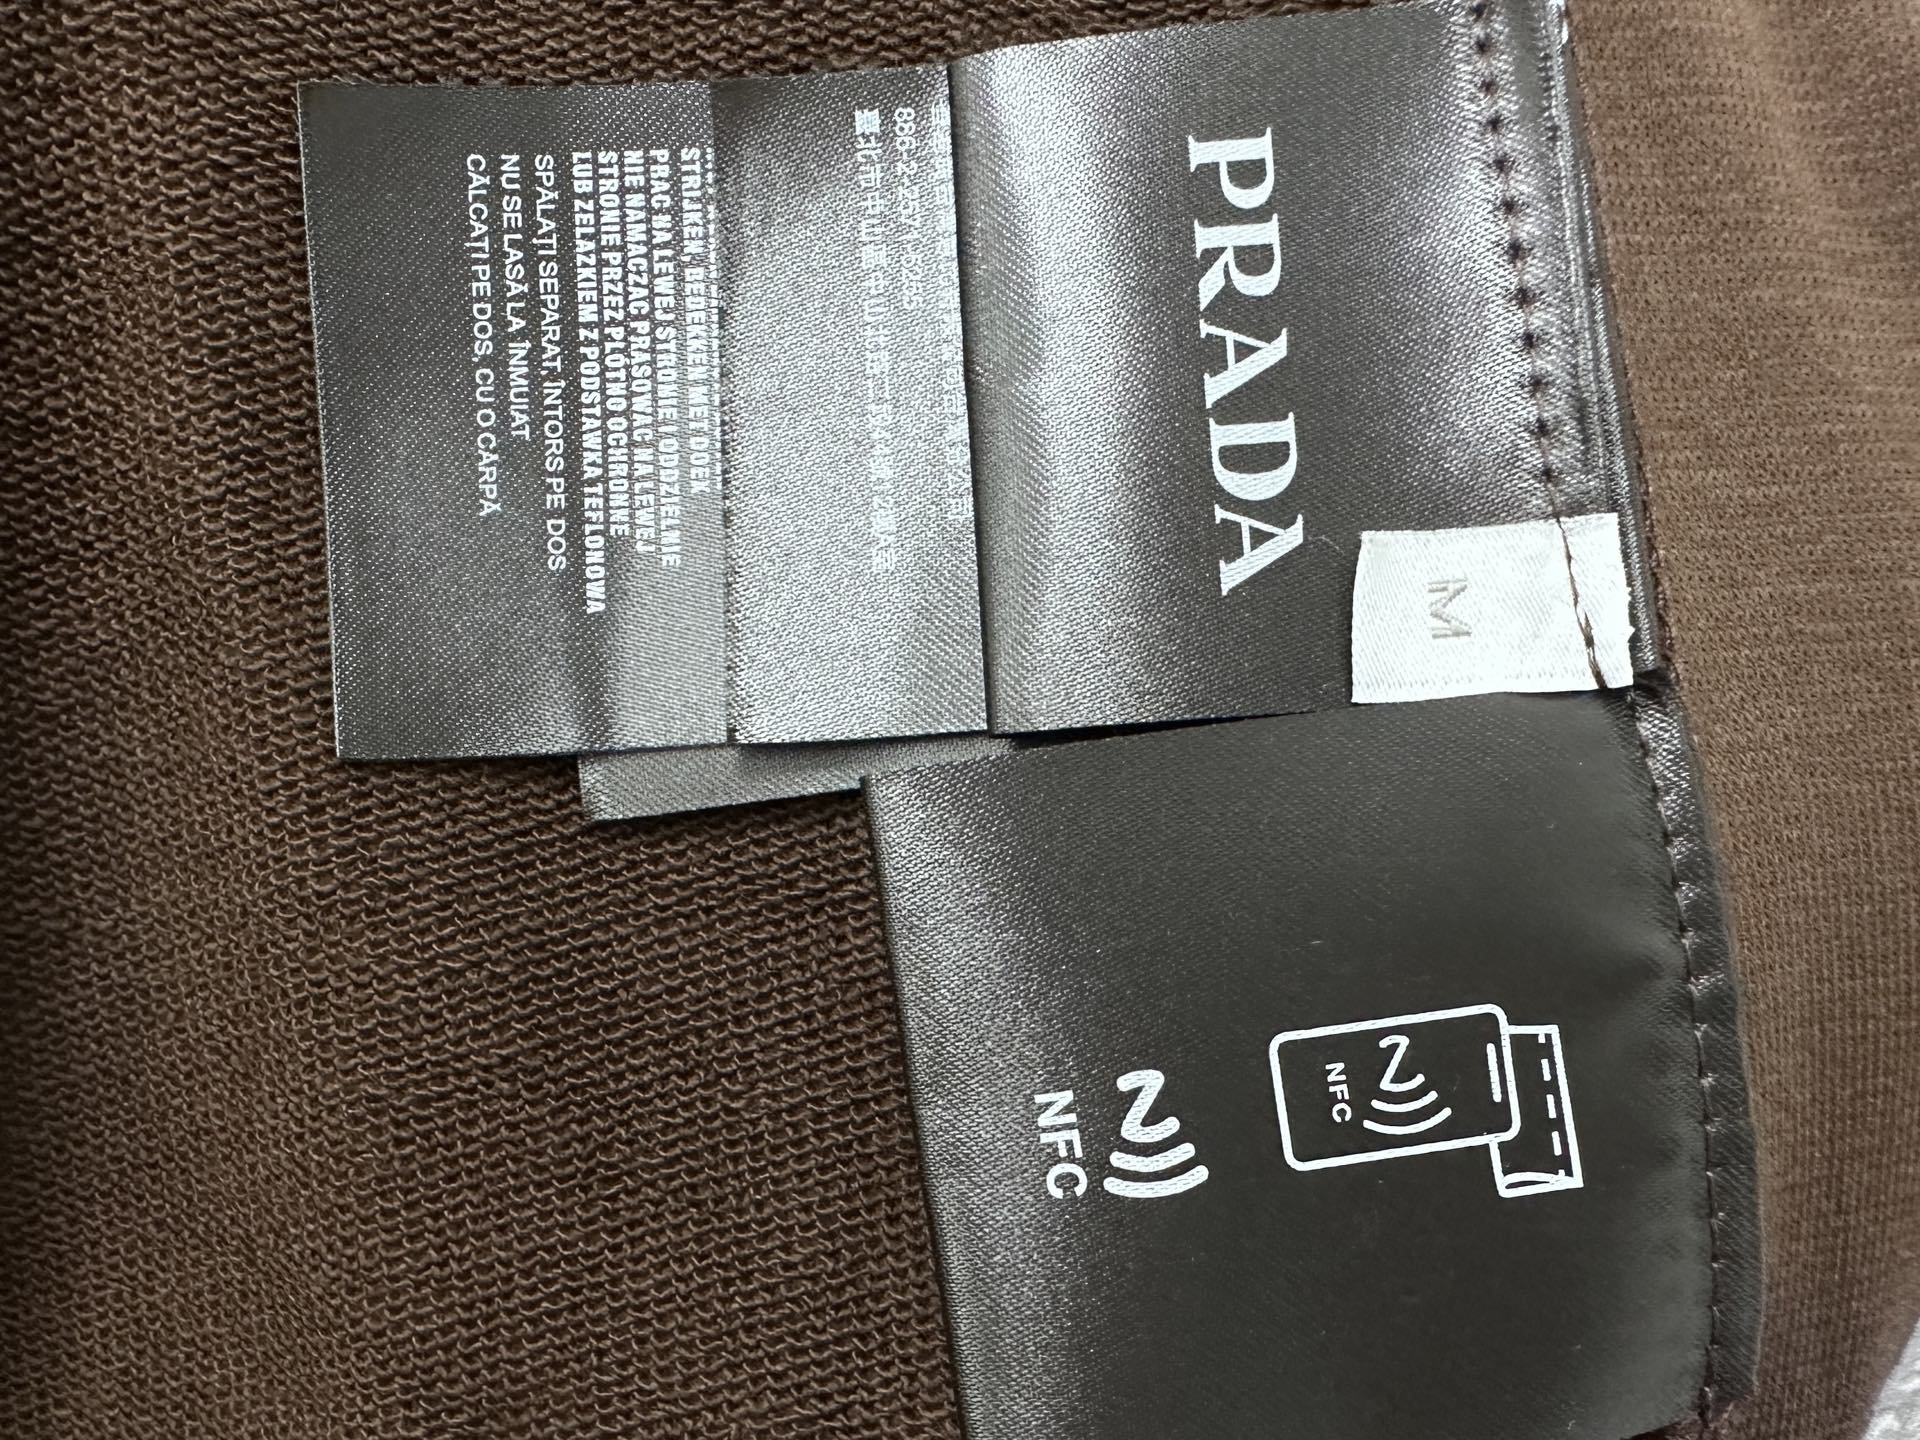 PRADA
M
STRIJKEN, BEDEKKEN MET DOEK
PRAC NA LEWEJ STRONIE I ODDZIELNIE
NIE NAMACZAC PRASOWAC NALEWEJ
STRONIE PRZEZ PLÓTNO OCHRONNE
LUB ZELAZKIEM Z PODSTAWKA TEFLONOWA
SPĂLAȚI SEPARAT, ÎNTORS PE DOS
NU SE LASĂ LA ÎNMUIAT
CĂLCAȚI PE DOS, CU O CÂRPĂ
NFC
NFC